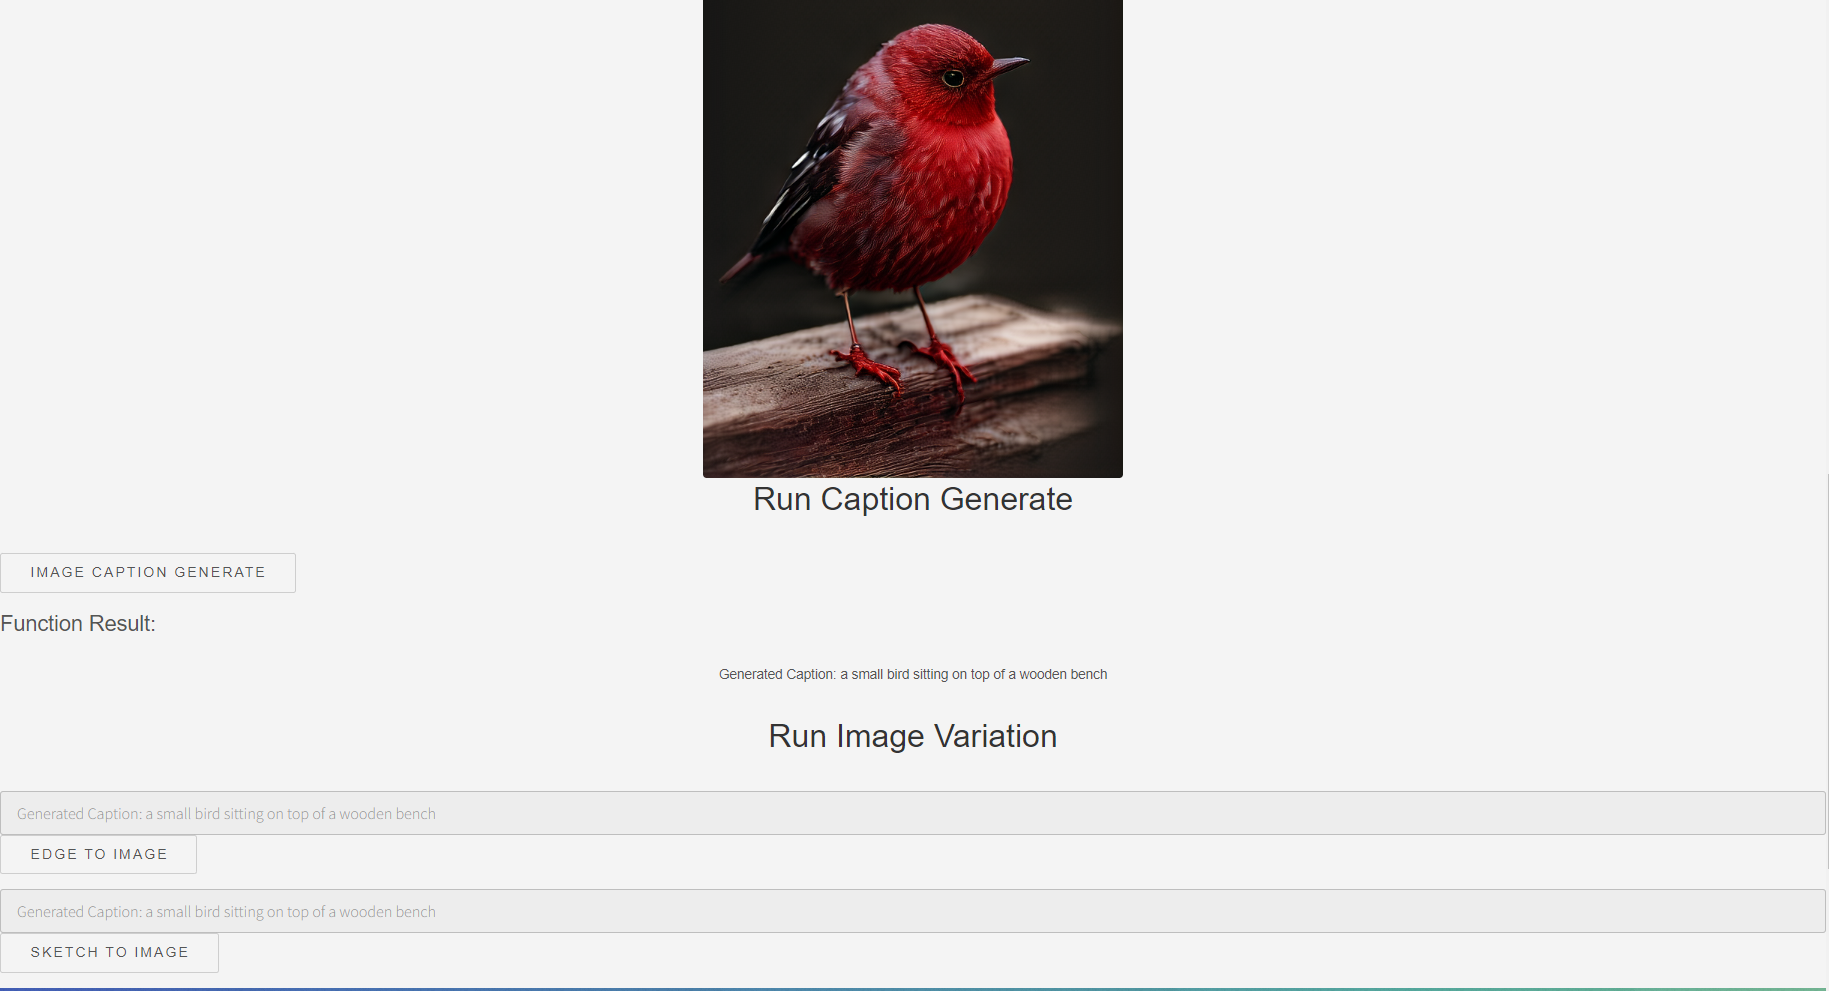 Run Caption Generate
IMAGE CAPTION GENERATE
Function Result:
Generated Caption: a small bird sitting on top of a wooden bench
Run Image Variation
Generated Caption: a small bird sitting on top of a wooden bench
EDGE TO IMAGE
Generated Caption: a small bird sitting on top of a wooden bench
SKETCH TO IMAGE